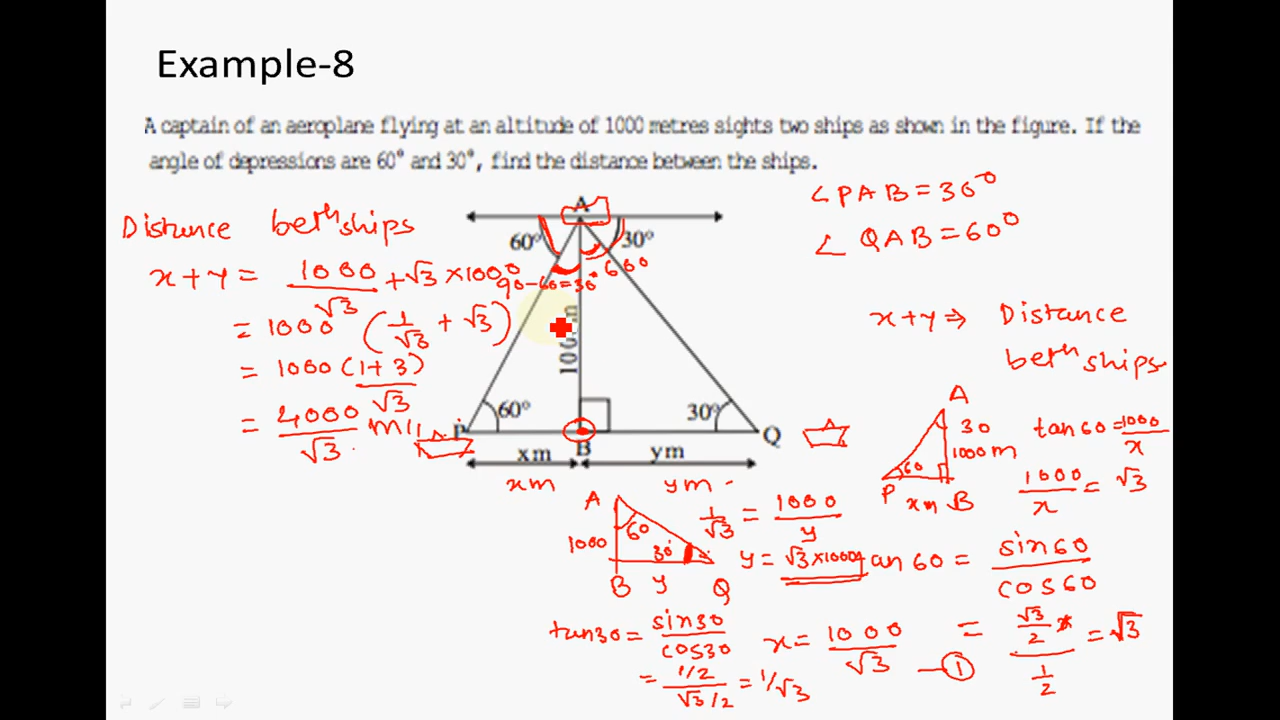 Example-8
A captain of an aeroplane flying at an altitude of 1000 metres sights two ships as shown in the figure. If the
angle of depressions are 60° and 30°, find the distance between the ships.
∠PAB = 30°
∠QAB = 60°
Distance betⁿ ships
x+y = 1000/√3 + √3 × 1000
= 1000 (1/√3 + √3)
= 1000 (1+3)/√3
= 4000/√3 m
A
60° 30°
90-60=30° 60
60° 30°
P B Q
xm ym
xm ym
x+y ⇒ Distance
betⁿ ships
A
30
1000 m
60
P xm B
tan 60 = 1000/x
1000/x = √3
A
60
1000 30
B y Q
1/√3 = 1000/y
y = √3×1000
tan 60 = sin 60/cos 60
= √3/2 / 1/2 = √3
tan 30 = sin 30/cos 30
= 1/2 / √3/2 = 1/√3
x = 1000/√3 —①